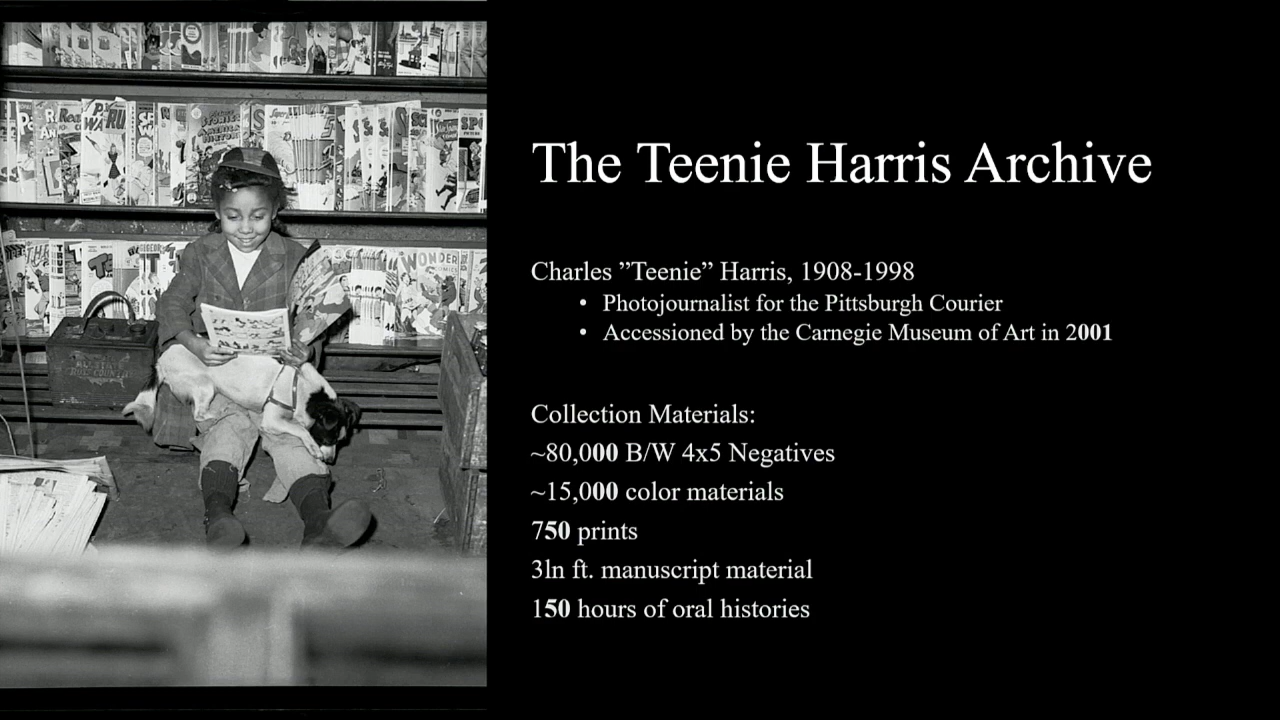 The Teenie Harris Archive
Charles ”Teenie” Harris, 1908-1998
• Photojournalist for the Pittsburgh Courier
• Accessioned by the Carnegie Museum of Art in 2001
Collection Materials:
~80,000 B/W 4x5 Negatives
~15,000 color materials
750 prints
3ln ft. manuscript material
150 hours of oral histories
WONDER